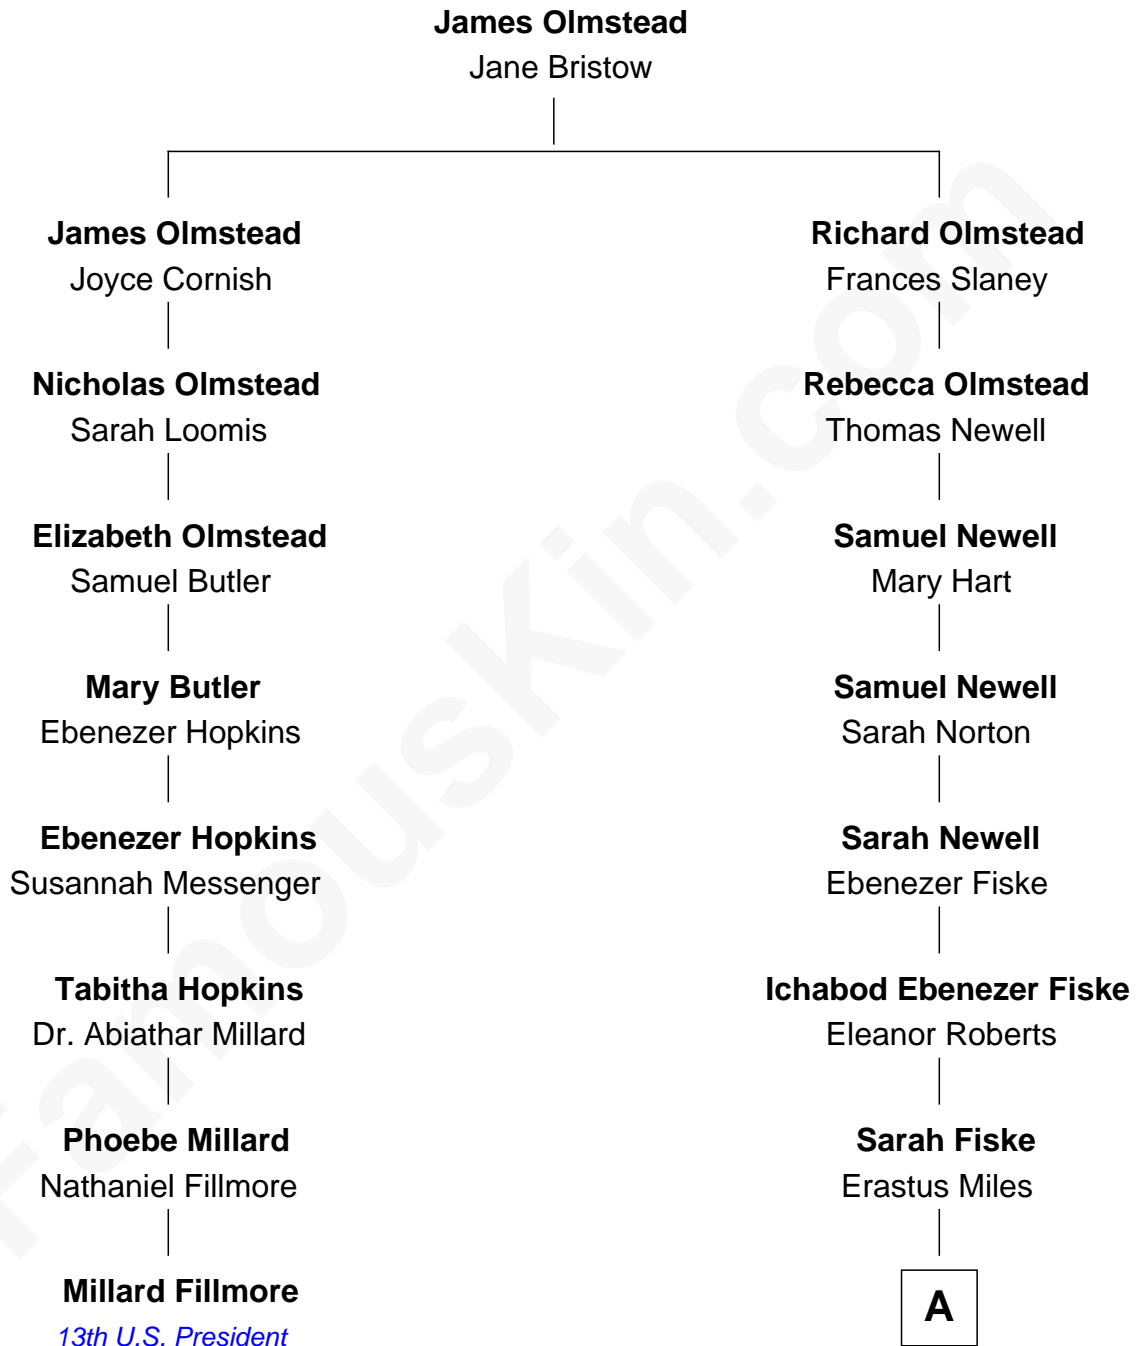 James Olmstead
Jane Bristow
James Olmstead
Joyce Cornish
Richard Olmstead
Frances Slaney
Nicholas Olmstead
Sarah Loomis
Rebecca Olmstead
Thomas Newell
Elizabeth Olmstead
Samuel Butler
Samuel Newell
Mary Hart
Mary Butler
Ebenezer Hopkins
Samuel Newell
Sarah Norton
Ebenezer Hopkins
Susannah Messenger
Sarah Newell
Ebenezer Fiske
Tabitha Hopkins
Dr. Abiathar Millard
Ichabod Ebenezer Fiske
Eleanor Roberts
Phoebe Millard
Nathaniel Fillmore
Sarah Fiske
Erastus Miles
Millard Fillmore
13th U.S. President
A
FamousKin.com